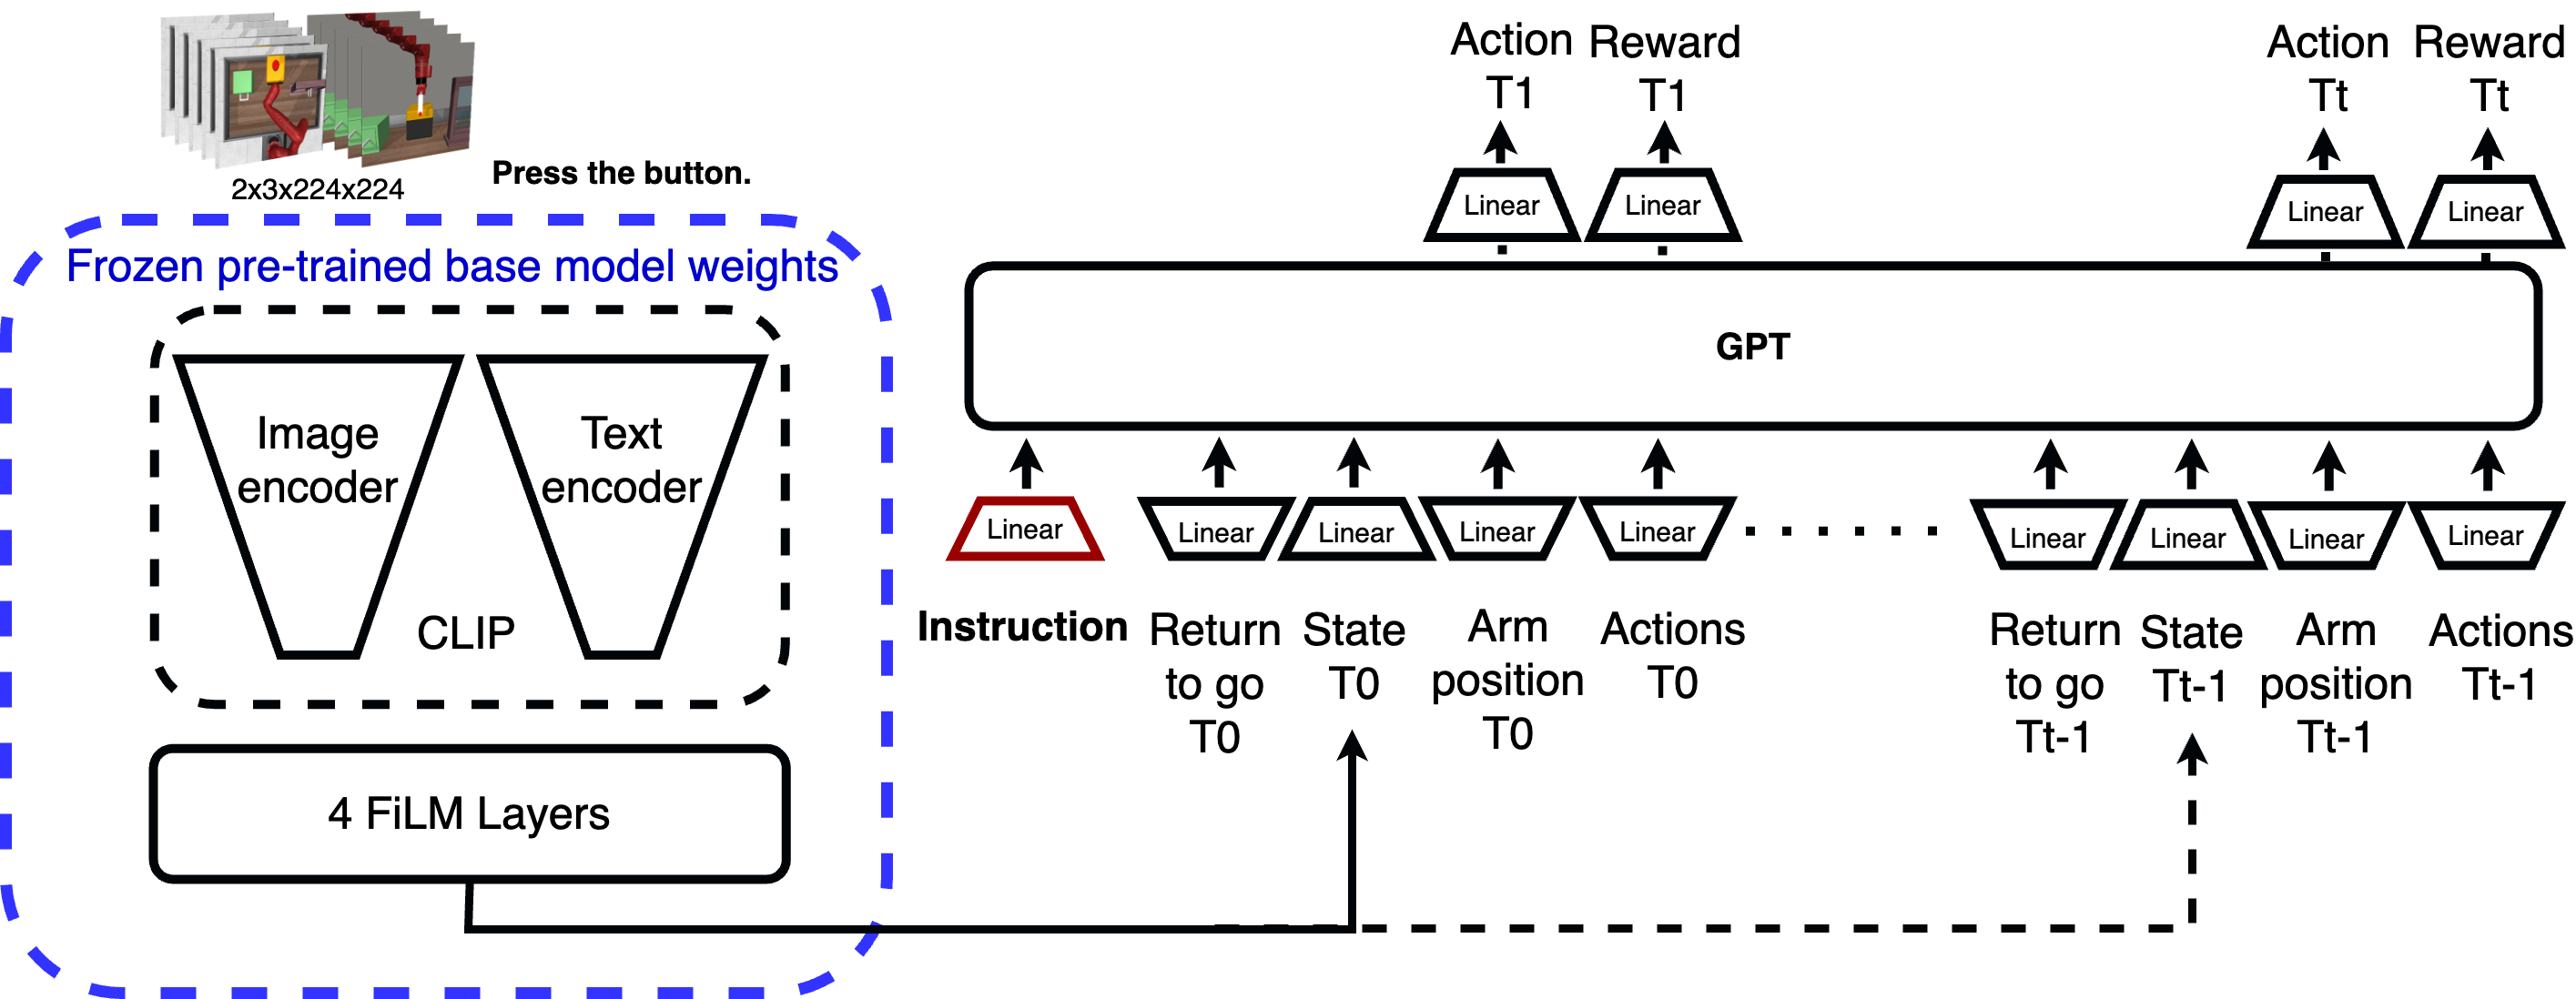 2x3x224x224
Press the button.
Frozen pre-trained base model weights
Image
encoder
Text
encoder
CLIP
4 FiLM Layers
Action
T1
Reward
T1
Action
Tt
Reward
Tt
Linear
Linear
Linear
Linear
GPT
Linear
Linear
Linear
Linear
Linear
Linear
Linear
Linear
Linear
Instruction
Return
to go
T0
State
T0
Arm
position
T0
Actions
T0
Return
to go
Tt-1
State
Tt-1
Arm
position
Tt-1
Actions
Tt-1